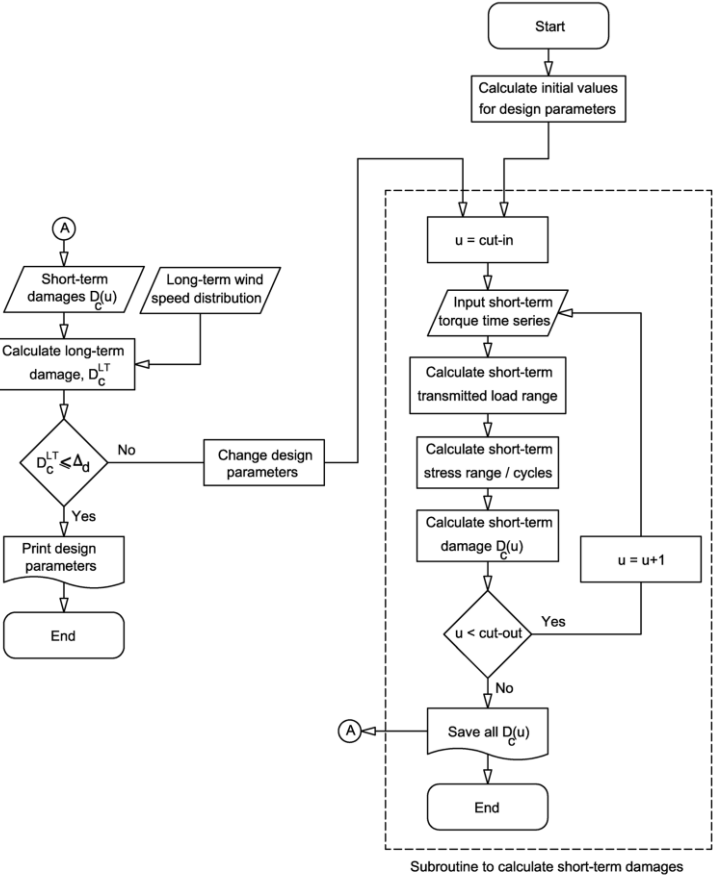 Start
Calculate initial values
for design parameters
u = cut-in
Input short-term
torque time series
Calculate short-term
transmitted load range
Calculate short-term
stress range / cycles
Calculate short-term
damage D_c(u)
u < cut-out
Yes
u = u+1
No
Save all D_c(u)
A
End
Subroutine to calculate short-term damages
A
Short-term
damages D_c(u)
Long-term wind
speed distribution
Calculate long-term
damage, D_c^LT
D_c^LT ⩽ Δ_d
No
Change design
parameters
Yes
Print design
parameters
End